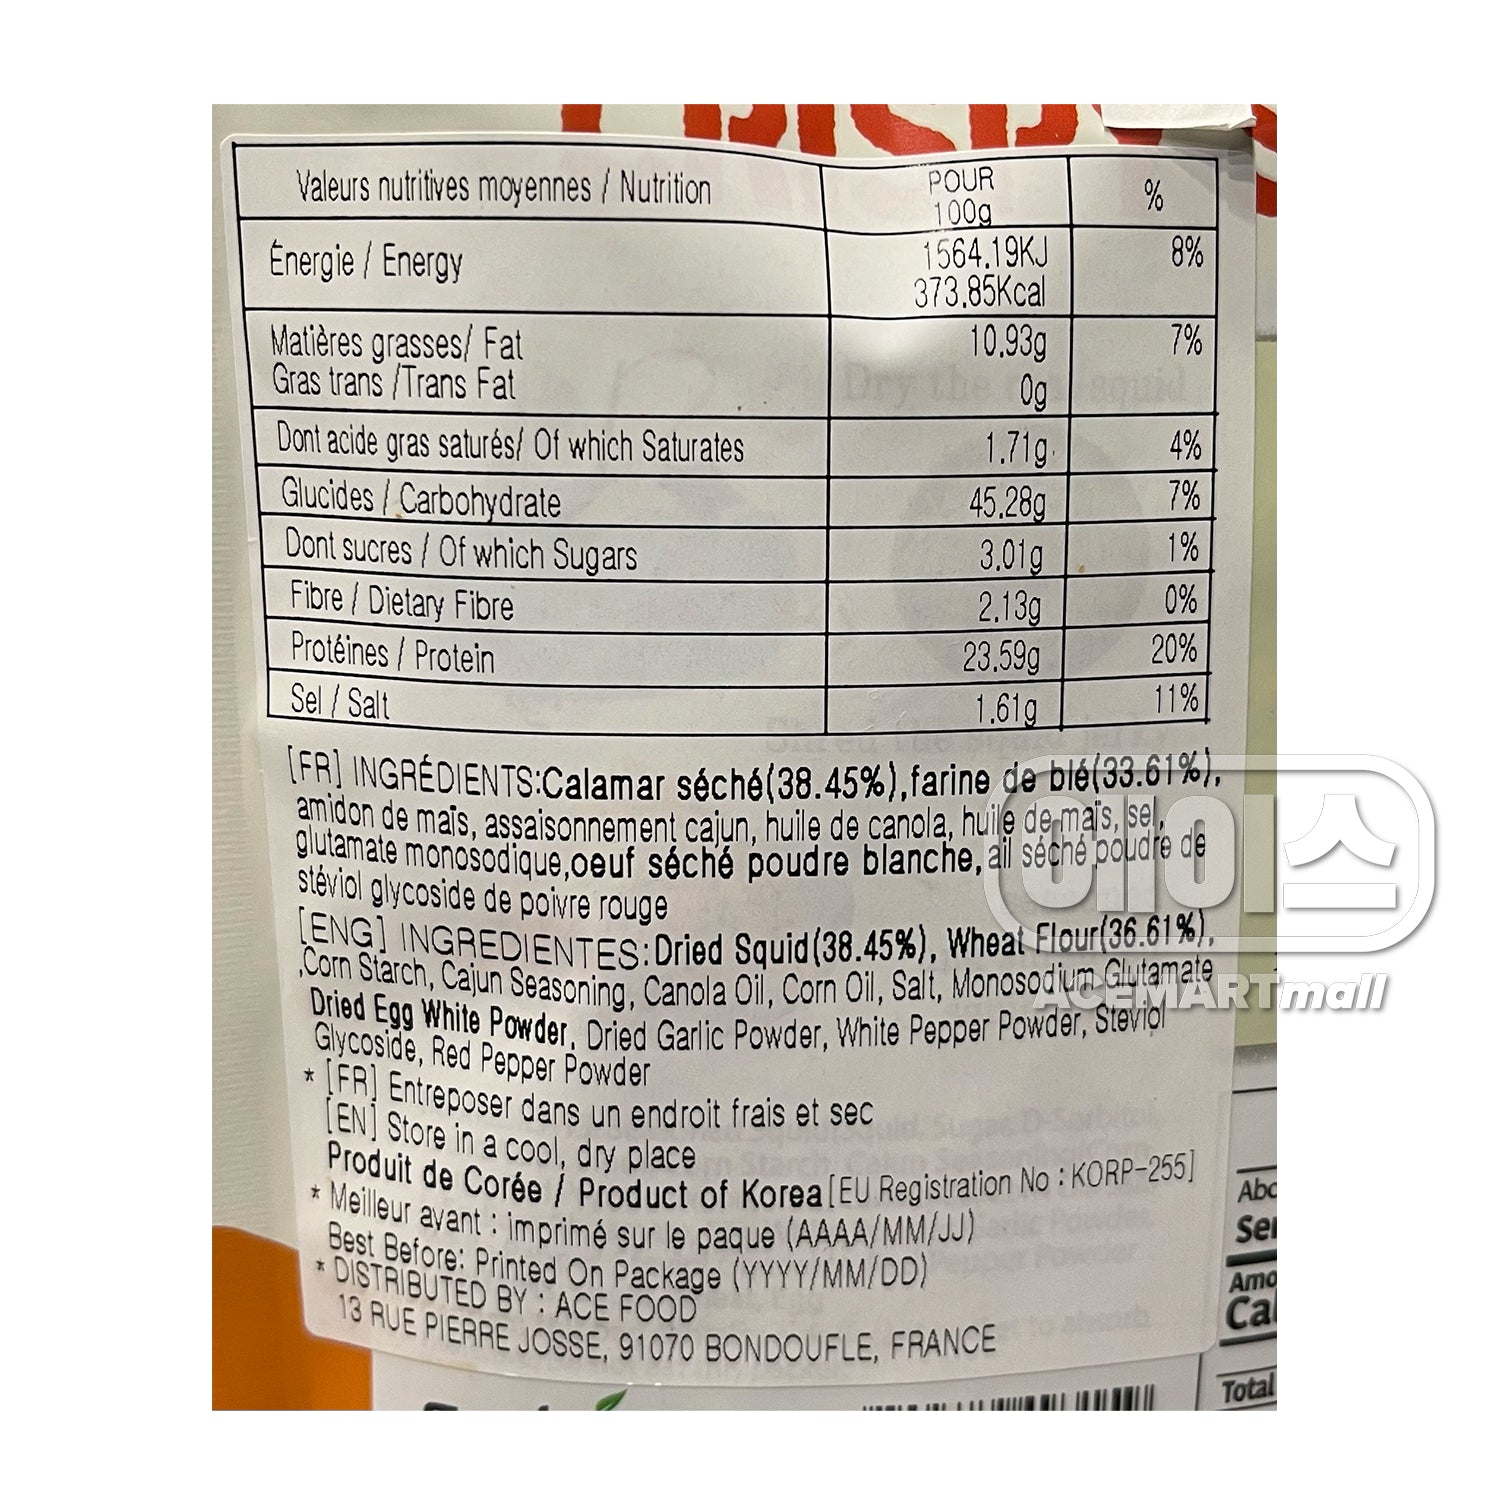 CRISPS
Valeurs nutritives moyennes / Nutrition POUR 100g %
Énergie / Energy 1564.19KJ 373.85Kcal 8%
Matières grasses/ Fat 10.93g 7%
Gras trans /Trans Fat 0g
Dont acide gras saturés/ Of which Saturates 1.71g 4%
Glucides / Carbohydrate 45.28g 7%
Dont sucres / Of which Sugars 3.01g 1%
Fibre / Dietary Fibre 2.13g 0%
Protéines / Protein 23.59g 20%
Sel / Salt 1.61g 11%
[FR] INGRÉDIENTS:Calamar séché(38.45%),farine de blé(33.61%),
amidon de maïs, assaisonnement cajun, huile de canola, huile de maïs, sel,
glutamate monosodique,oeuf séché poudre blanche, ail séché poudre de
stéviol glycoside de poivre rouge
[ENG] INGREDIENTES:Dried Squid(38.45%), Wheat Flour(36.61%),
,Corn Starch, Cajun Seasoning, Canola Oil, Corn Oil, Salt, Monosodium Glutamate
Dried Egg White Powder, Dried Garlic Powder, White Pepper Powder, Steviol
Glycoside, Red Pepper Powder
* [FR] Entreposer dans un endroit frais et sec
[EN] Store in a cool, dry place
Produit de Corée / Product of Korea[EU Registration No : KORP-255]
* Meilleur avant : imprimé sur le paque (AAAA/MM/JJ)
Best Before: Printed On Package (YYYY/MM/DD)
* DISTRIBUTED BY : ACE FOOD
13 RUE PIERRE JOSSE, 91070 BONDOUFLE, FRANCE
에이스
ACEMARTmall
Total